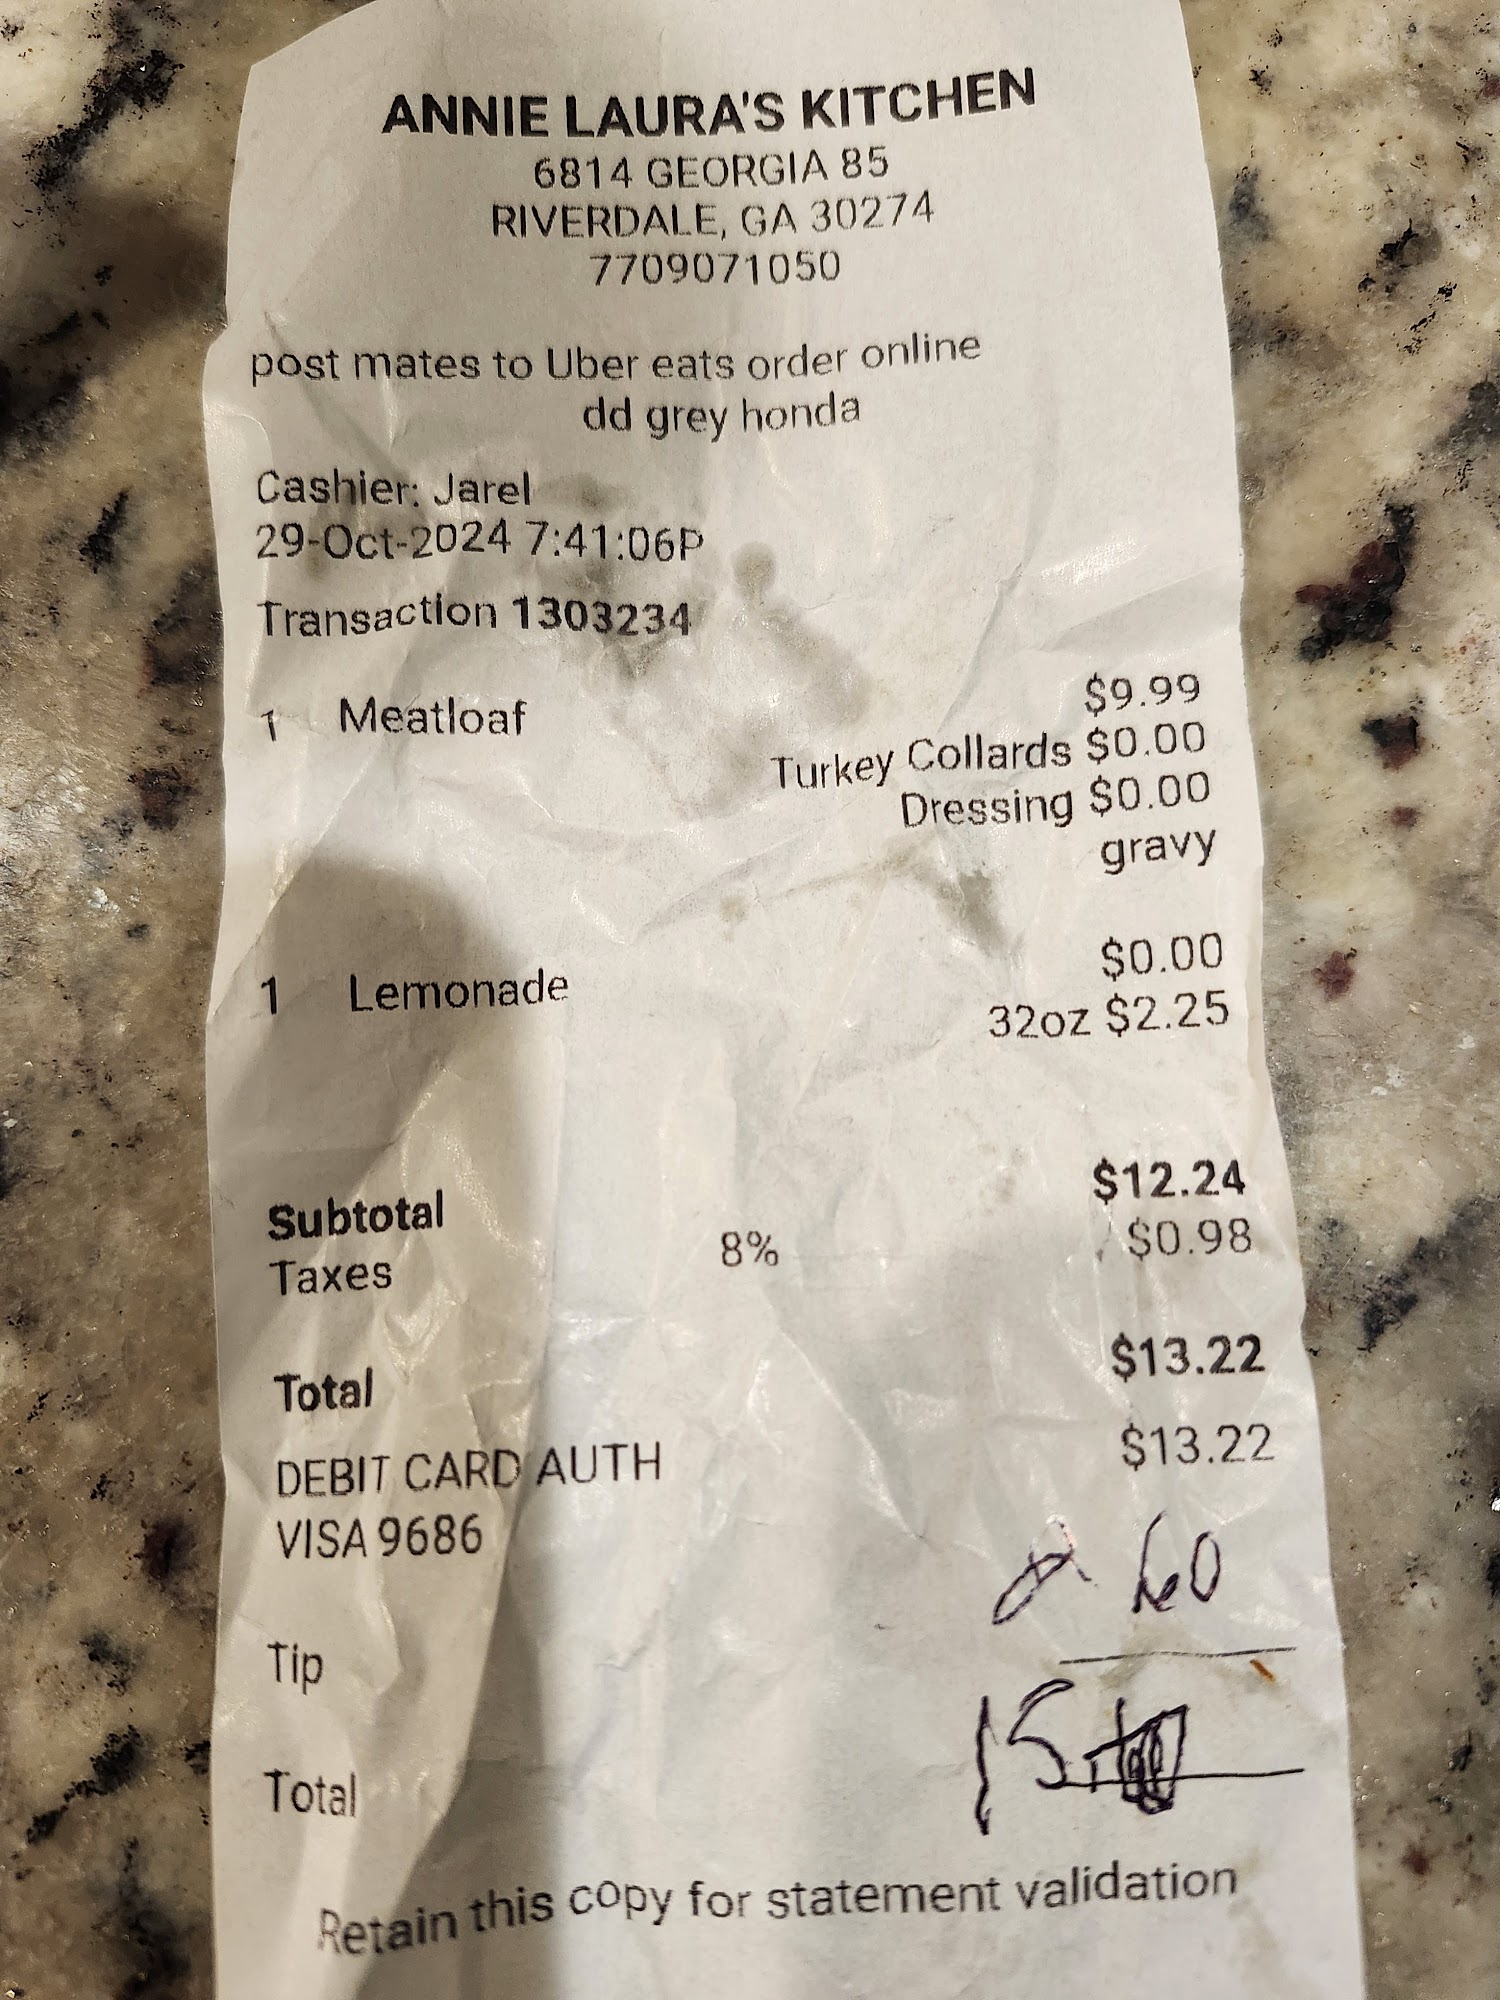 ANNIE LAURA'S KITCHEN
6814 GEORGIA 85
RIVERDALE, GA 30274
7709071050
post mates to Uber eats order online
dd grey honda
Cashier: Jarel
29-Oct-2024 7:41:06P
Transaction 1303234
1 Meatloaf $9.99
Turkey Collards $0.00
Dressing $0.00
gravy
1 Lemonade $0.00
32oz $2.25
Subtotal $12.24
Taxes 8% $0.98
Total $13.22
DEBIT CARD AUTH $13.22
VISA 9686
Tip 60
Total 15
Retain this copy for statement validation